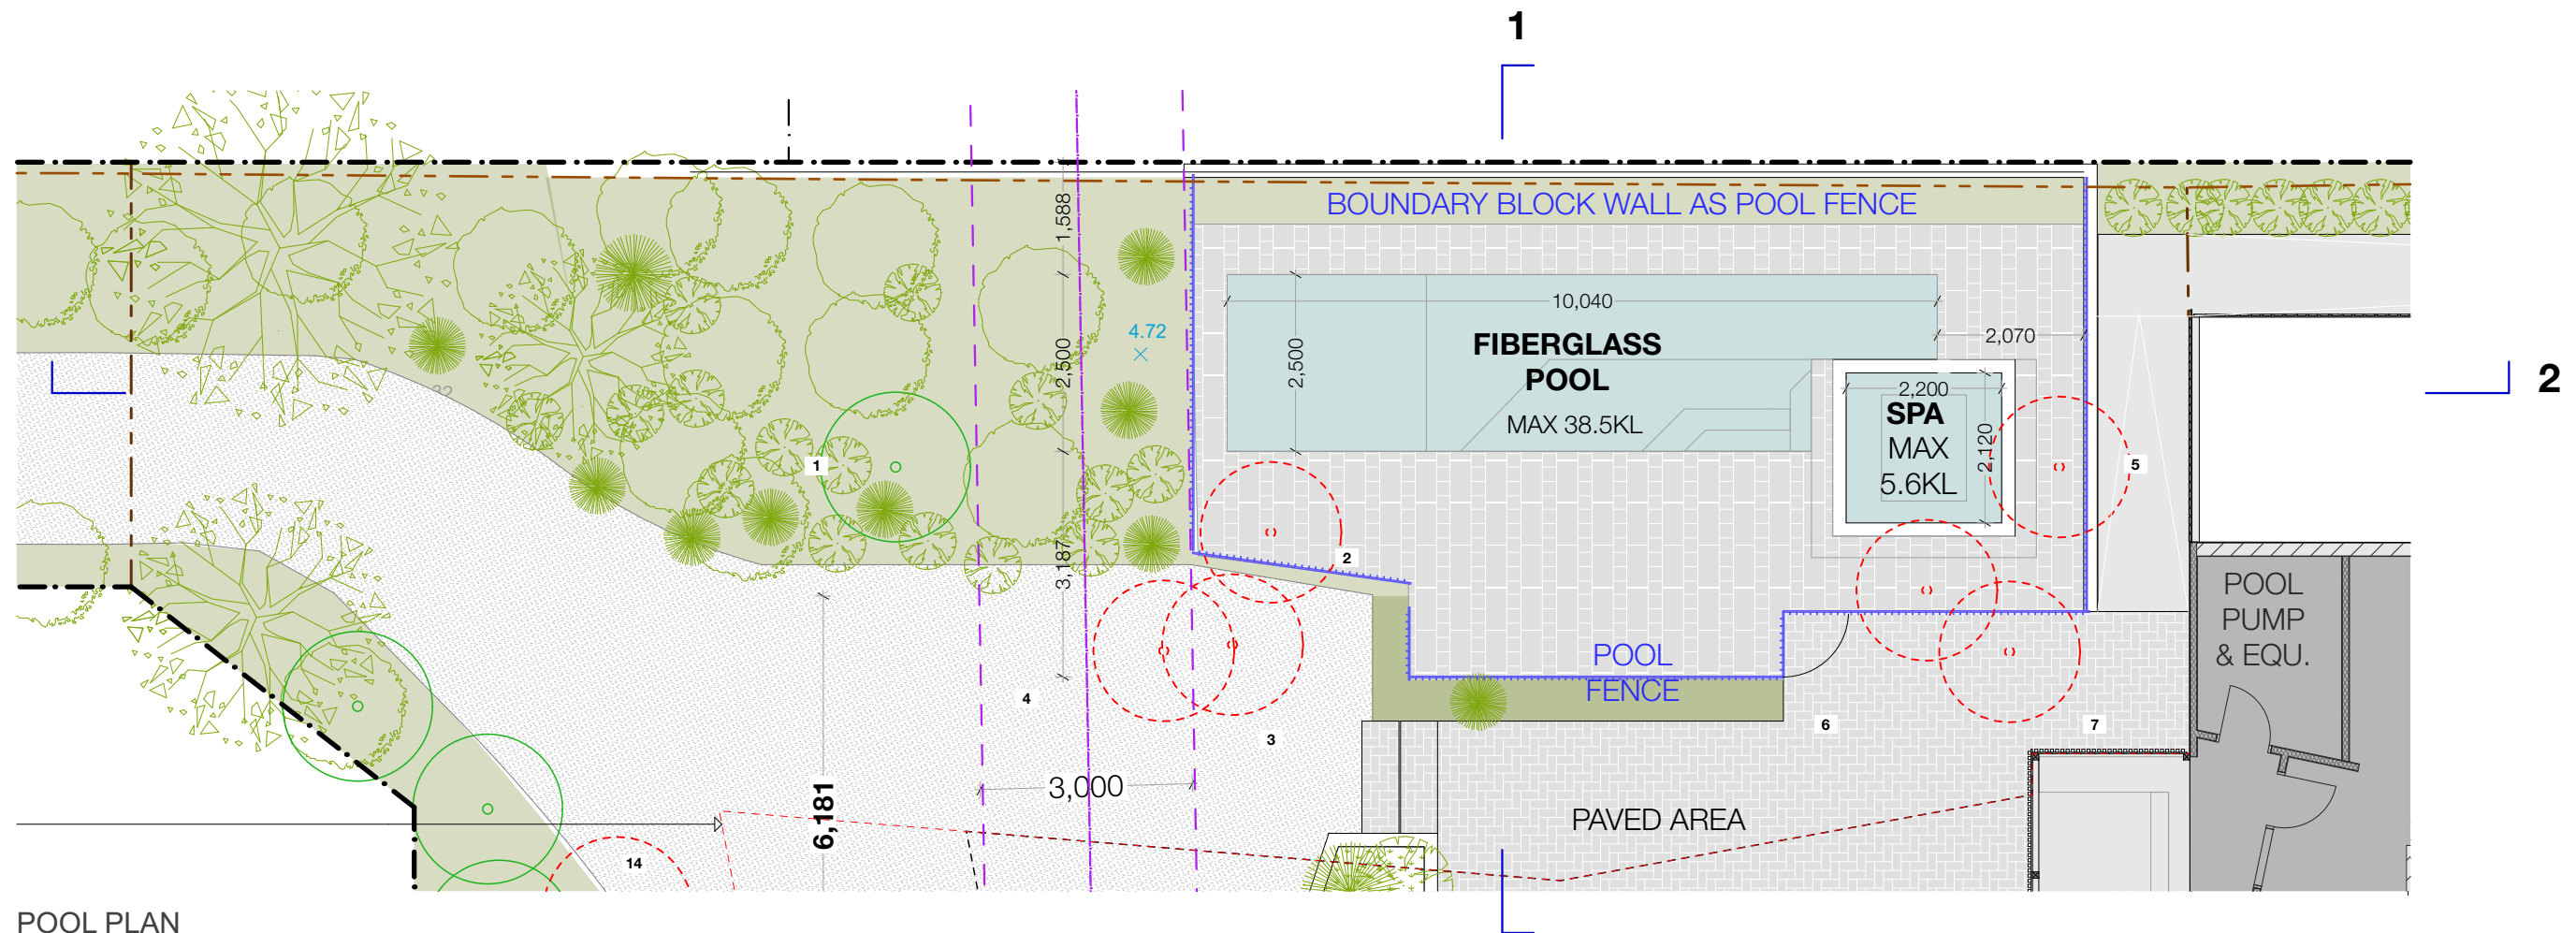 1
BOUNDARY BLOCK WALL AS POOL FENCE
1,588
10,040
4.72
2,070
FIBERGLASS
POOL
2,500
2,500
MAX 38.5KL
2
32
2,200
SPA
MAX
5.6KL
2,120
1
5
2
3,187
POOL
PUMP
& EQU.
POOL
FENCE
4
3
6
7
3,000
6,181
PAVED AREA
14
POOL PLAN